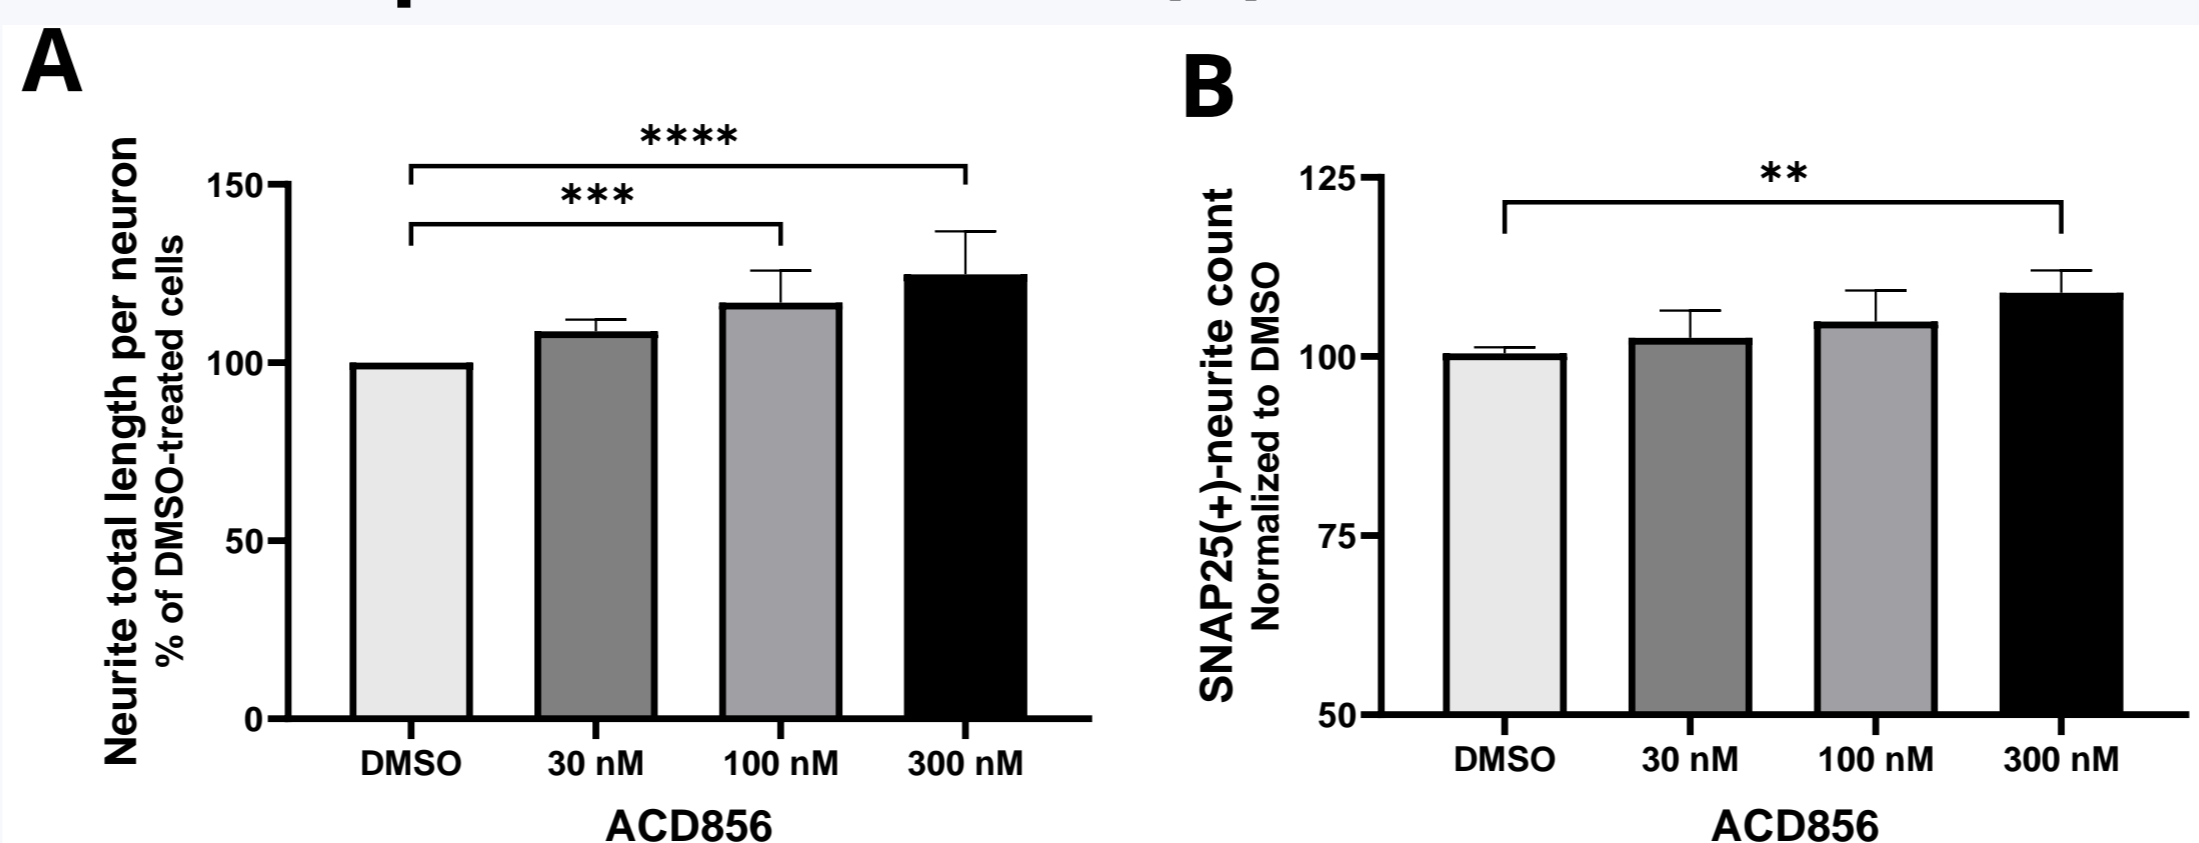 A
Neurite total length per neuron
% of DMSO-treated cells
150
100
50
0
****
***
DMSO
30 nM
100 nM
300 nM
ACD856
B
SNAP25(+)-neurite count
Normalized to DMSO
125
100
75
50
**
DMSO
30 nM
100 nM
300 nM
ACD856